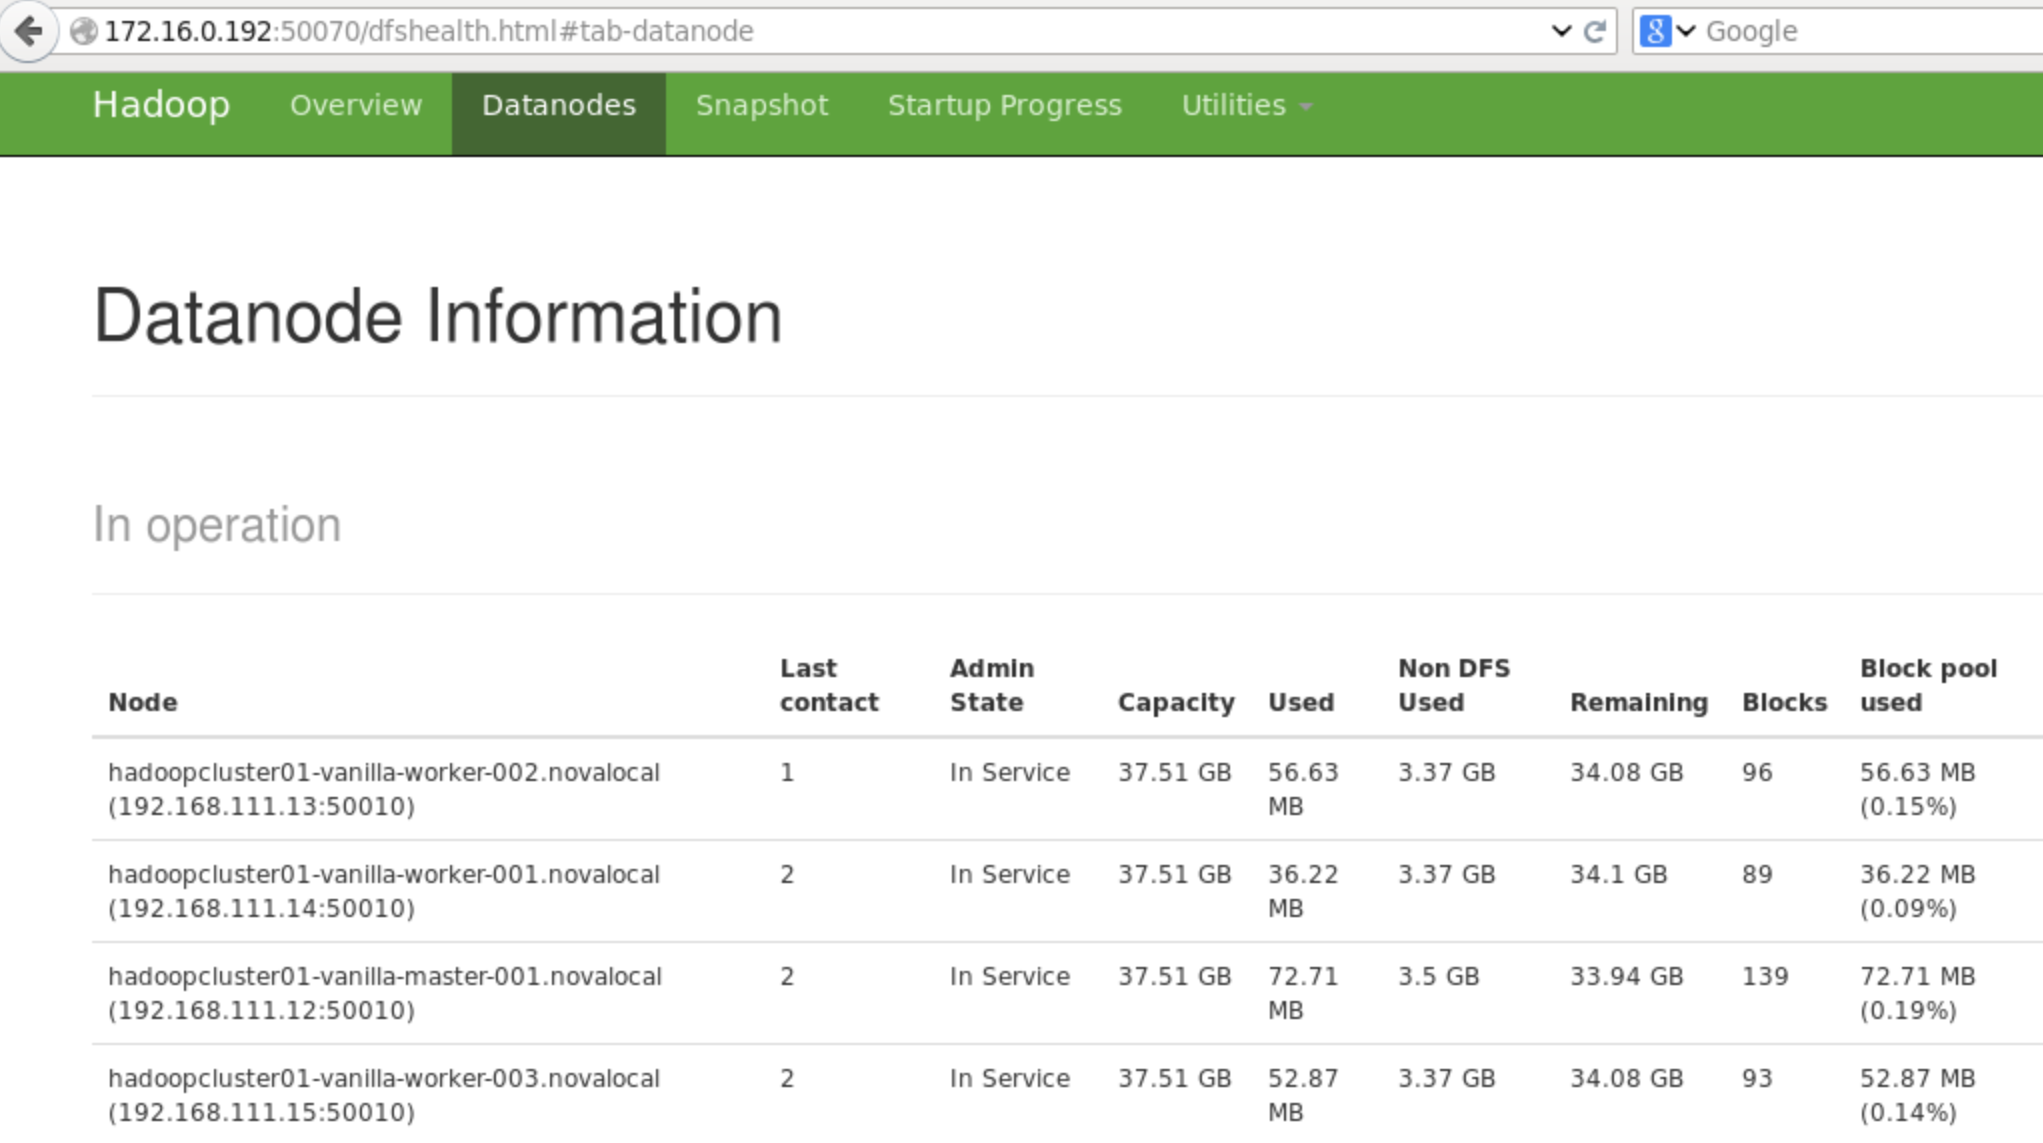 172.16.0.192:50070/dfshealth.html#tab-datanode
Google
Hadoop Overview Datanodes Snapshot Startup Progress Utilities
Datanode Information
In operation
Node Last contact Admin State Capacity Used Non DFS Used Remaining Blocks Block pool used
hadoopcluster01-vanilla-worker-002.novalocal 1 In Service 37.51 GB 56.63 3.37 GB 34.08 GB 96 56.63 MB
(192.168.111.13:50010) MB (0.15%)
hadoopcluster01-vanilla-worker-001.novalocal 2 In Service 37.51 GB 36.22 3.37 GB 34.1 GB 89 36.22 MB
(192.168.111.14:50010) MB (0.09%)
hadoopcluster01-vanilla-master-001.novalocal 2 In Service 37.51 GB 72.71 3.5 GB 33.94 GB 139 72.71 MB
(192.168.111.12:50010) MB (0.19%)
hadoopcluster01-vanilla-worker-003.novalocal 2 In Service 37.51 GB 52.87 3.37 GB 34.08 GB 93 52.87 MB
(192.168.111.15:50010) MB (0.14%)